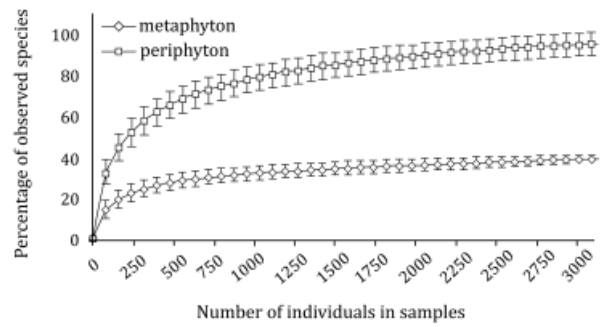 metaphyton
periphyton
Percentage of observed species
100
80
60
40
20
0
0 250 500 750 1000 1250 1500 1750 2000 2250 2500 2750 3000
Number of individuals in samples